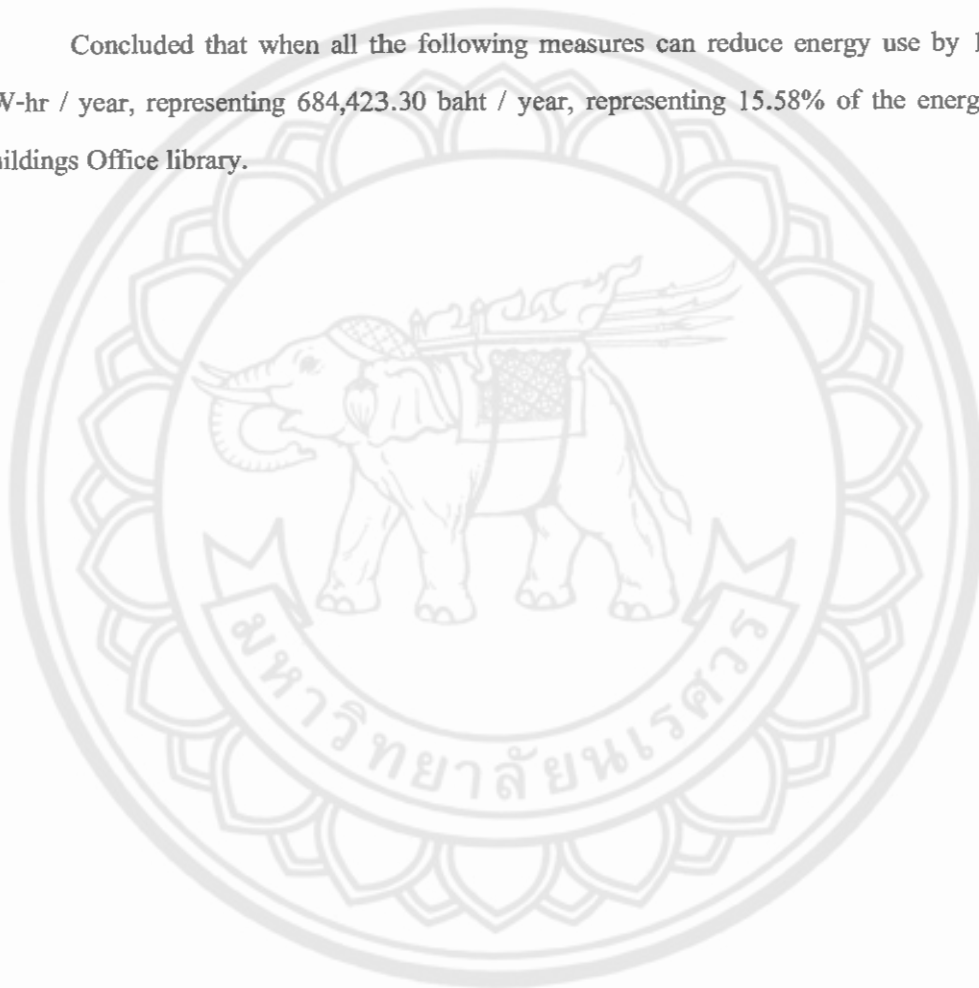 Concluded that when all the following measures can reduce energy use by 1
W-hr / year, representing 684,423.30 baht / year, representing 15.58% of the energ
ildings Office library.
มหาวิทยาลัยนเรศวร